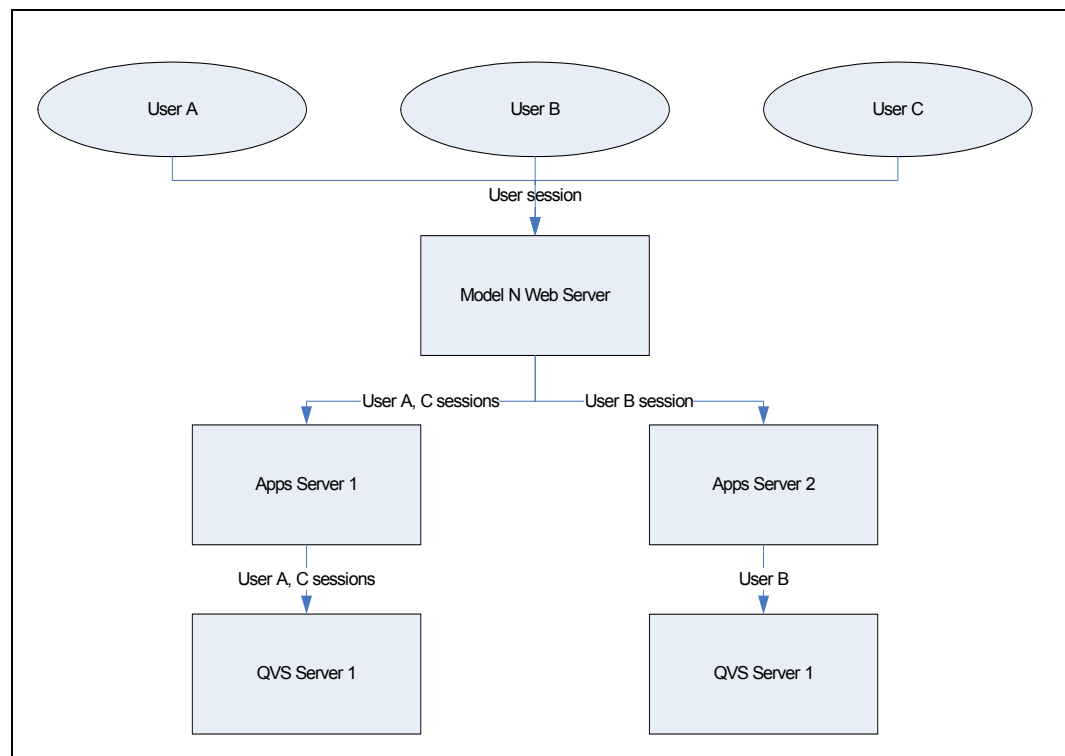 User A
User B
User C
User session
Model N Web Server
User A, C sessions
User B session
Apps Server 1
Apps Server 2
User A, C sessions
User B
QVS Server 1
QVS Server 1